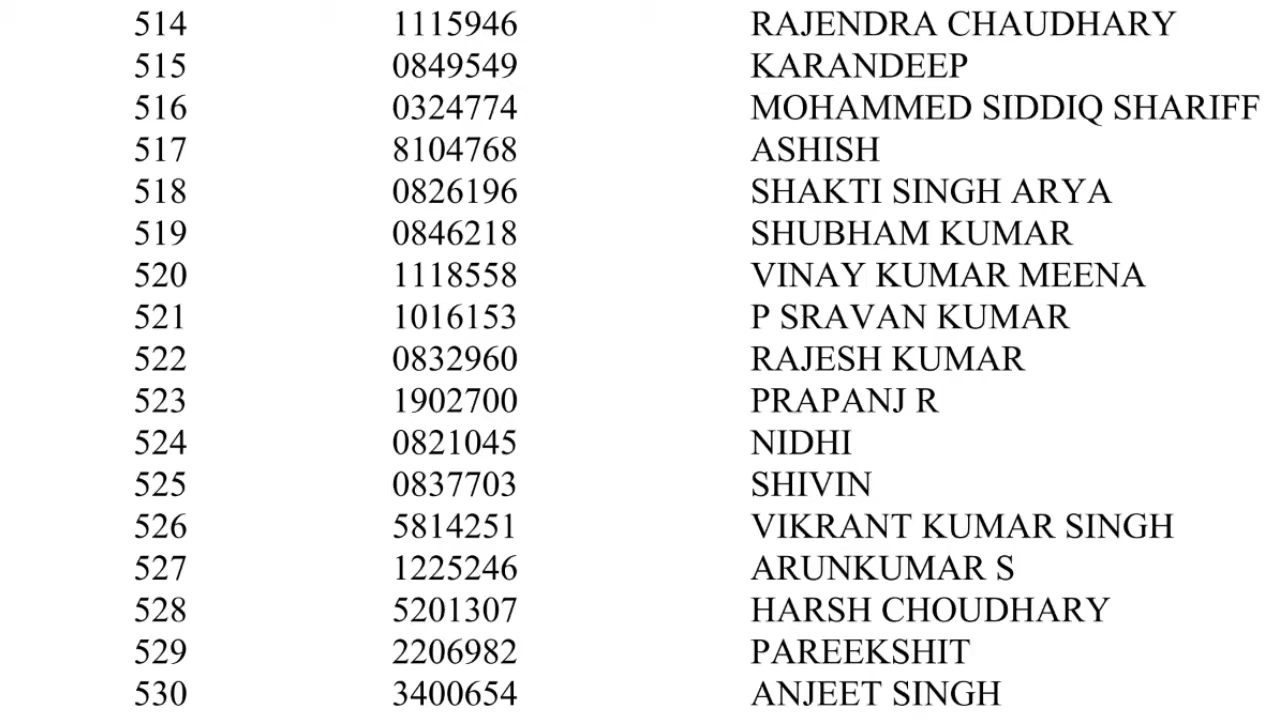 514 1115946 RAJENDRA CHAUDHARY
515 0849549 KARANDEEP
516 0324774 MOHAMMED SIDDIQ SHARIFF
517 8104768 ASHISH
518 0826196 SHAKTI SINGH ARYA
519 0846218 SHUBHAM KUMAR
520 1118558 VINAY KUMAR MEENA
521 1016153 P SRAVAN KUMAR
522 0832960 RAJESH KUMAR
523 1902700 PRAPANJ R
524 0821045 NIDHI
525 0837703 SHIVIN
526 5814251 VIKRANT KUMAR SINGH
527 1225246 ARUNKUMAR S
528 5201307 HARSH CHOUDHARY
529 2206982 PAREEKSHIT
530 3400654 ANJEET SINGH